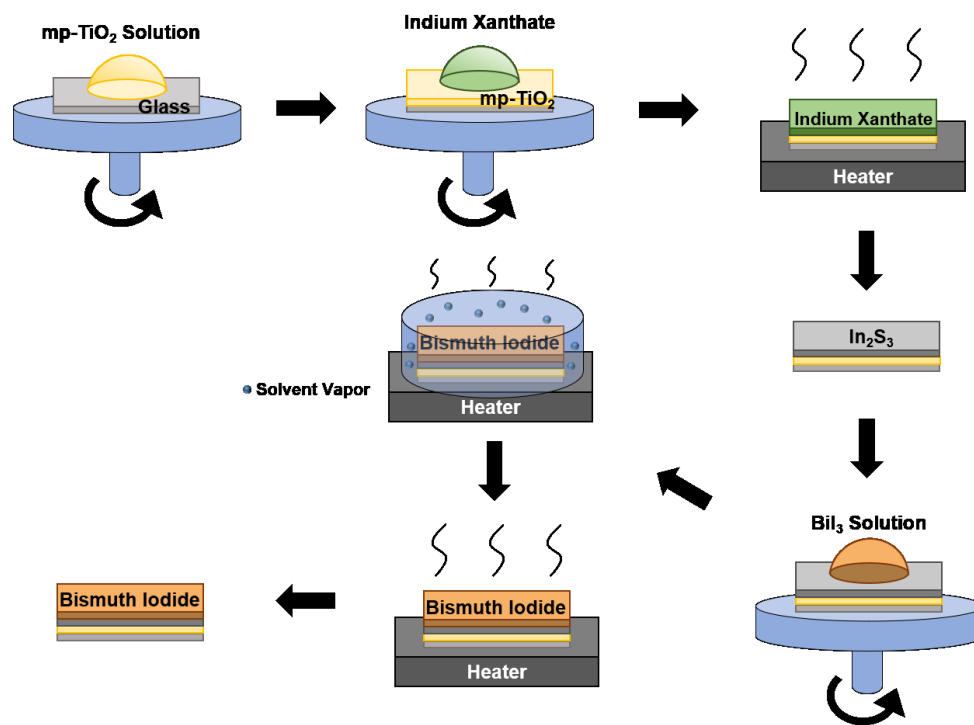 mp-TiO₂ Solution
Glass
Indium Xanthate
mp-TiO₂
Indium Xanthate
Heater
In₂S₃
BiI₃ Solution
Bismuth Iodide
Solvent Vapor
Heater
Bismuth Iodide
Heater
Bismuth Iodide